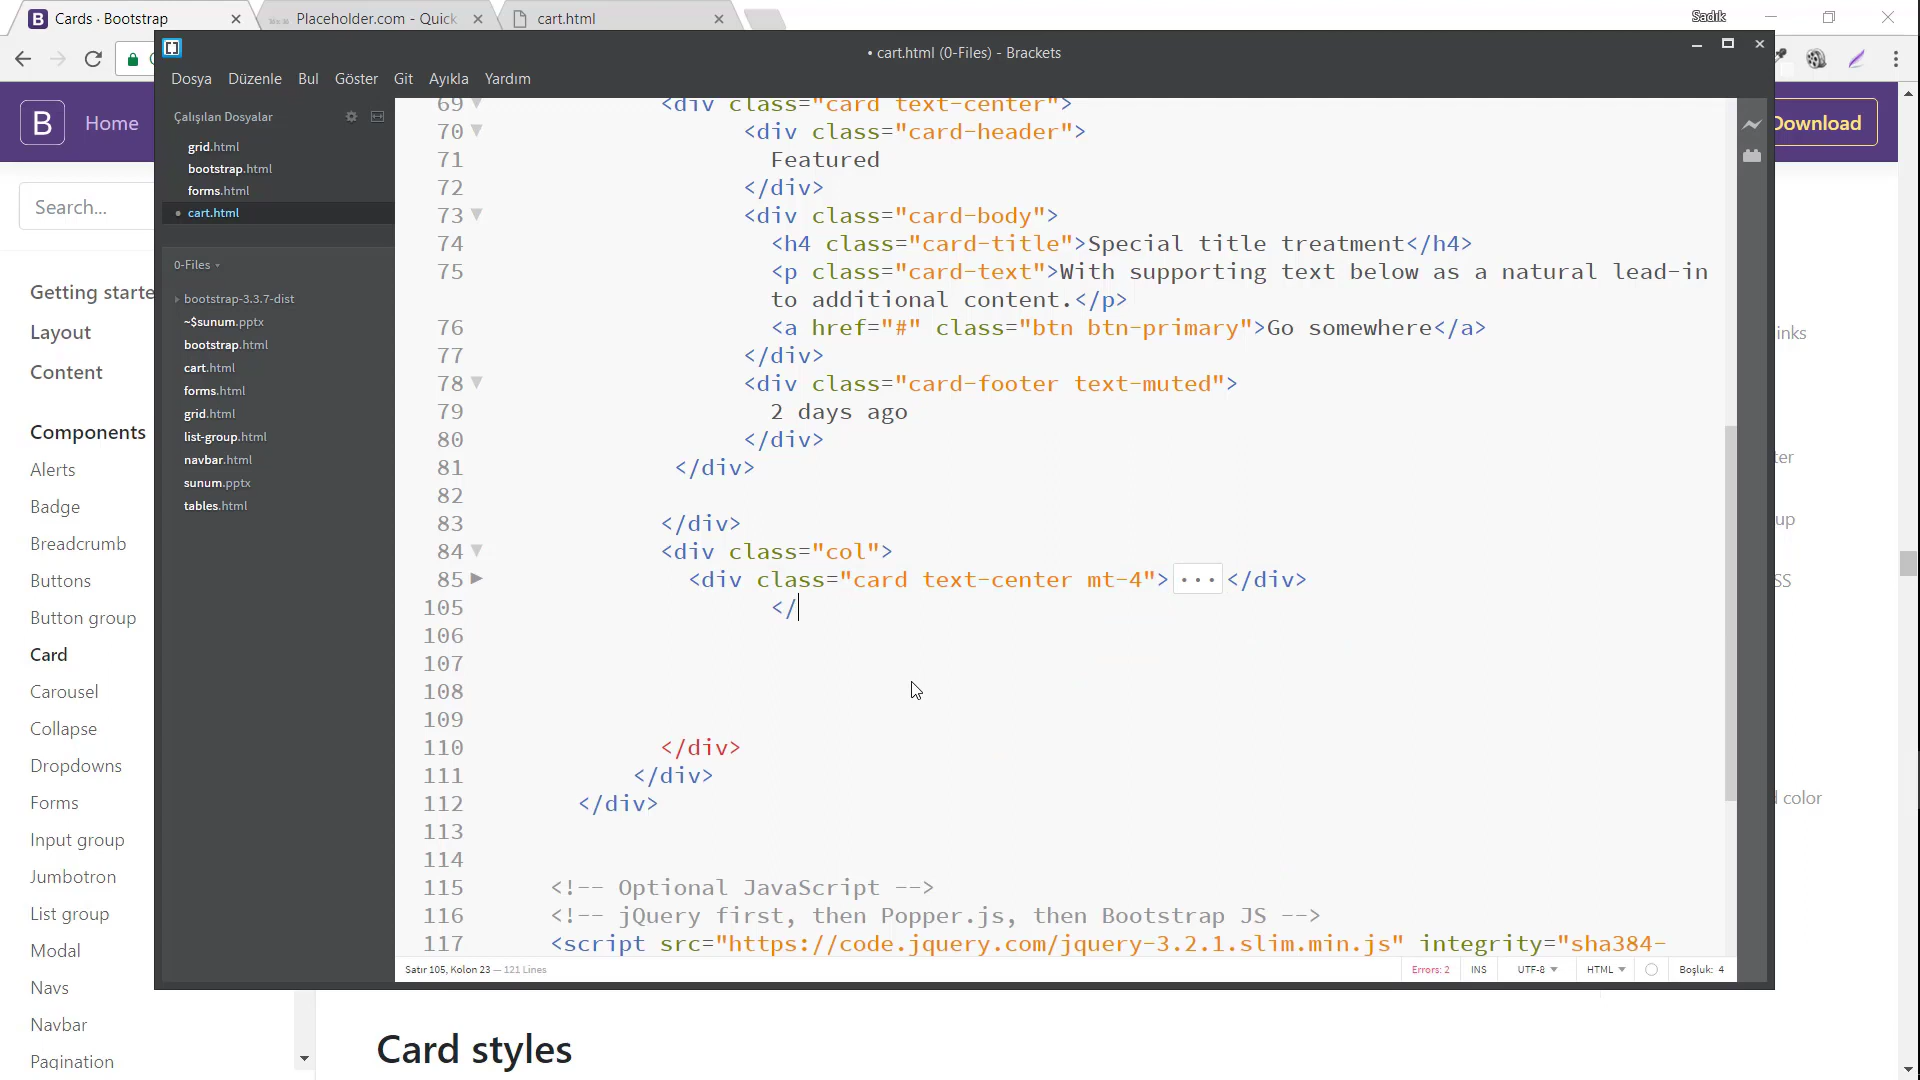 Cards · Bootstrap
Placeholder.com - Quick
cart.html
Sadık
• cart.html (0-Files) - Brackets
Dosya Düzenle Bul Göster Git Ayıkla Yardım
B Home
Download
Search...
Getting starte
Layout
Content
Components
Alerts
Badge
Breadcrumb
Buttons
Button group
Card
Carousel
Collapse
Dropdowns
Forms
Input group
Jumbotron
List group
Modal
Navs
Navbar
Pagination
Çalışılan Dosyalar
grid.html
bootstrap.html
forms.html
cart.html
0-Files
bootstrap-3.3.7-dist
~$sunum.pptx
bootstrap.html
cart.html
forms.html
grid.html
list-group.html
navbar.html
sunum.pptx
tables.html
69 <div class="card text-center">
70 <div class="card-header">
71 Featured
72 </div>
73 <div class="card-body">
74 <h4 class="card-title">Special title treatment</h4>
75 <p class="card-text">With supporting text below as a natural lead-in
to additional content.</p>
76 <a href="#" class="btn btn-primary">Go somewhere</a>
77 </div>
78 <div class="card-footer text-muted">
79 2 days ago
80 </div>
81 </div>
82
83 </div>
84 <div class="col">
85 <div class="card text-center mt-4">...</div>
105 </
106
107
108
109
110 </div>
111 </div>
112 </div>
113
114
115 <!-- Optional JavaScript -->
116 <!-- jQuery first, then Popper.js, then Bootstrap JS -->
117 <script src="https://code.jquery.com/jquery-3.2.1.slim.min.js" integrity="sha384-
Satır 105, Kolon 23 — 121 Lines
Errors: 2 INS UTF-8 HTML Boşluk: 4
inks
ter
up
SS
d color
Card styles